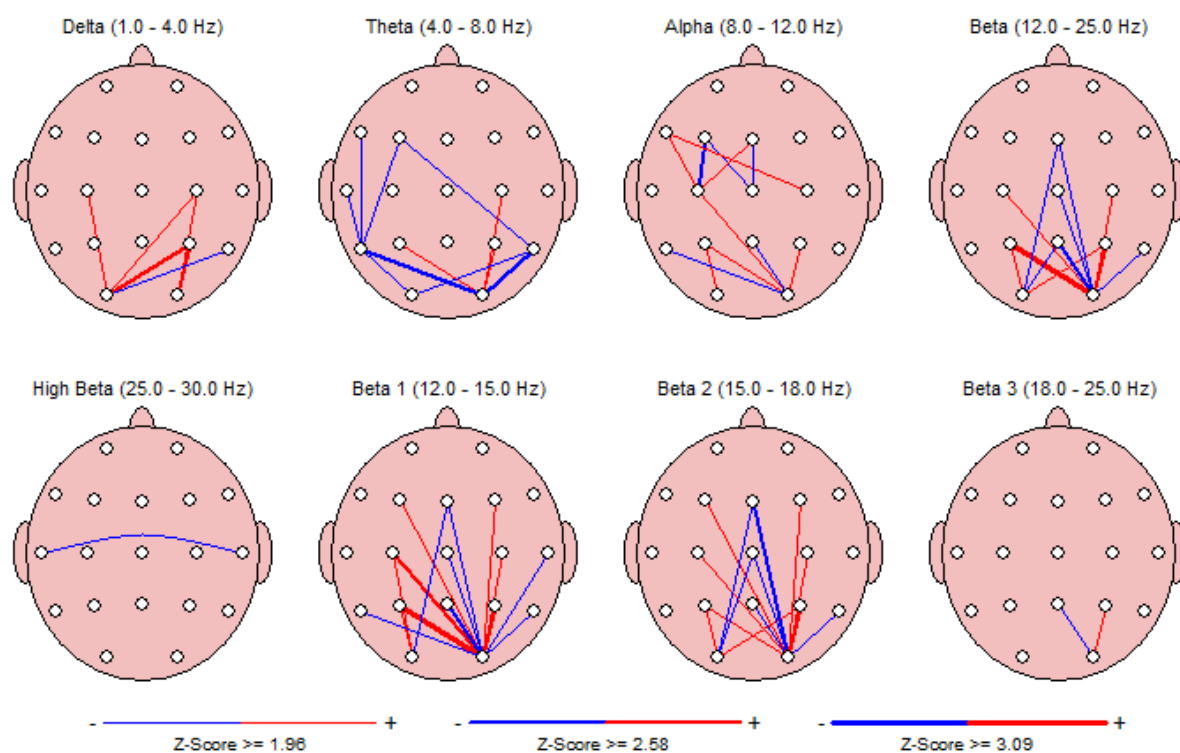 Delta (1.0 - 4.0 Hz) Theta (4.0 - 8.0 Hz) Alpha (8.0 - 12.0 Hz) Beta (12.0 - 25.0 Hz)
High Beta (25.0 - 30.0 Hz) Beta 1 (12.0 - 15.0 Hz) Beta 2 (15.0 - 18.0 Hz) Beta 3 (18.0 - 25.0 Hz)
- + - + - +
Z-Score >= 1.96 Z-Score >= 2.58 Z-Score >= 3.09